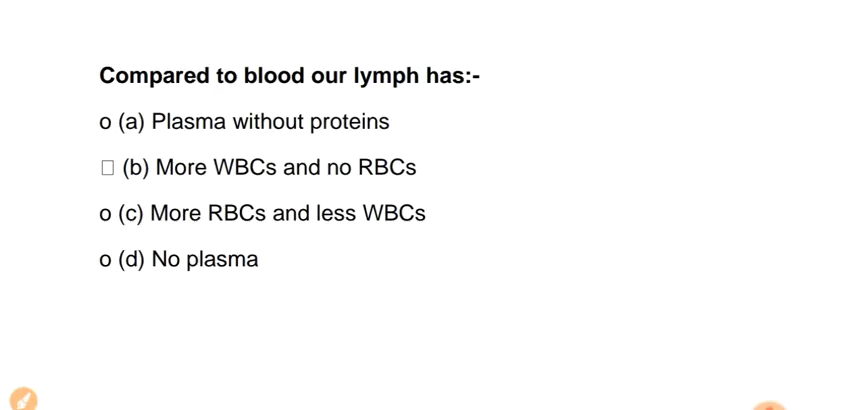 Compared to blood our lymph has:-
o (a) Plasma without proteins
□ (b) More WBCs and no RBCs
o (c) More RBCs and less WBCs
o (d) No plasma